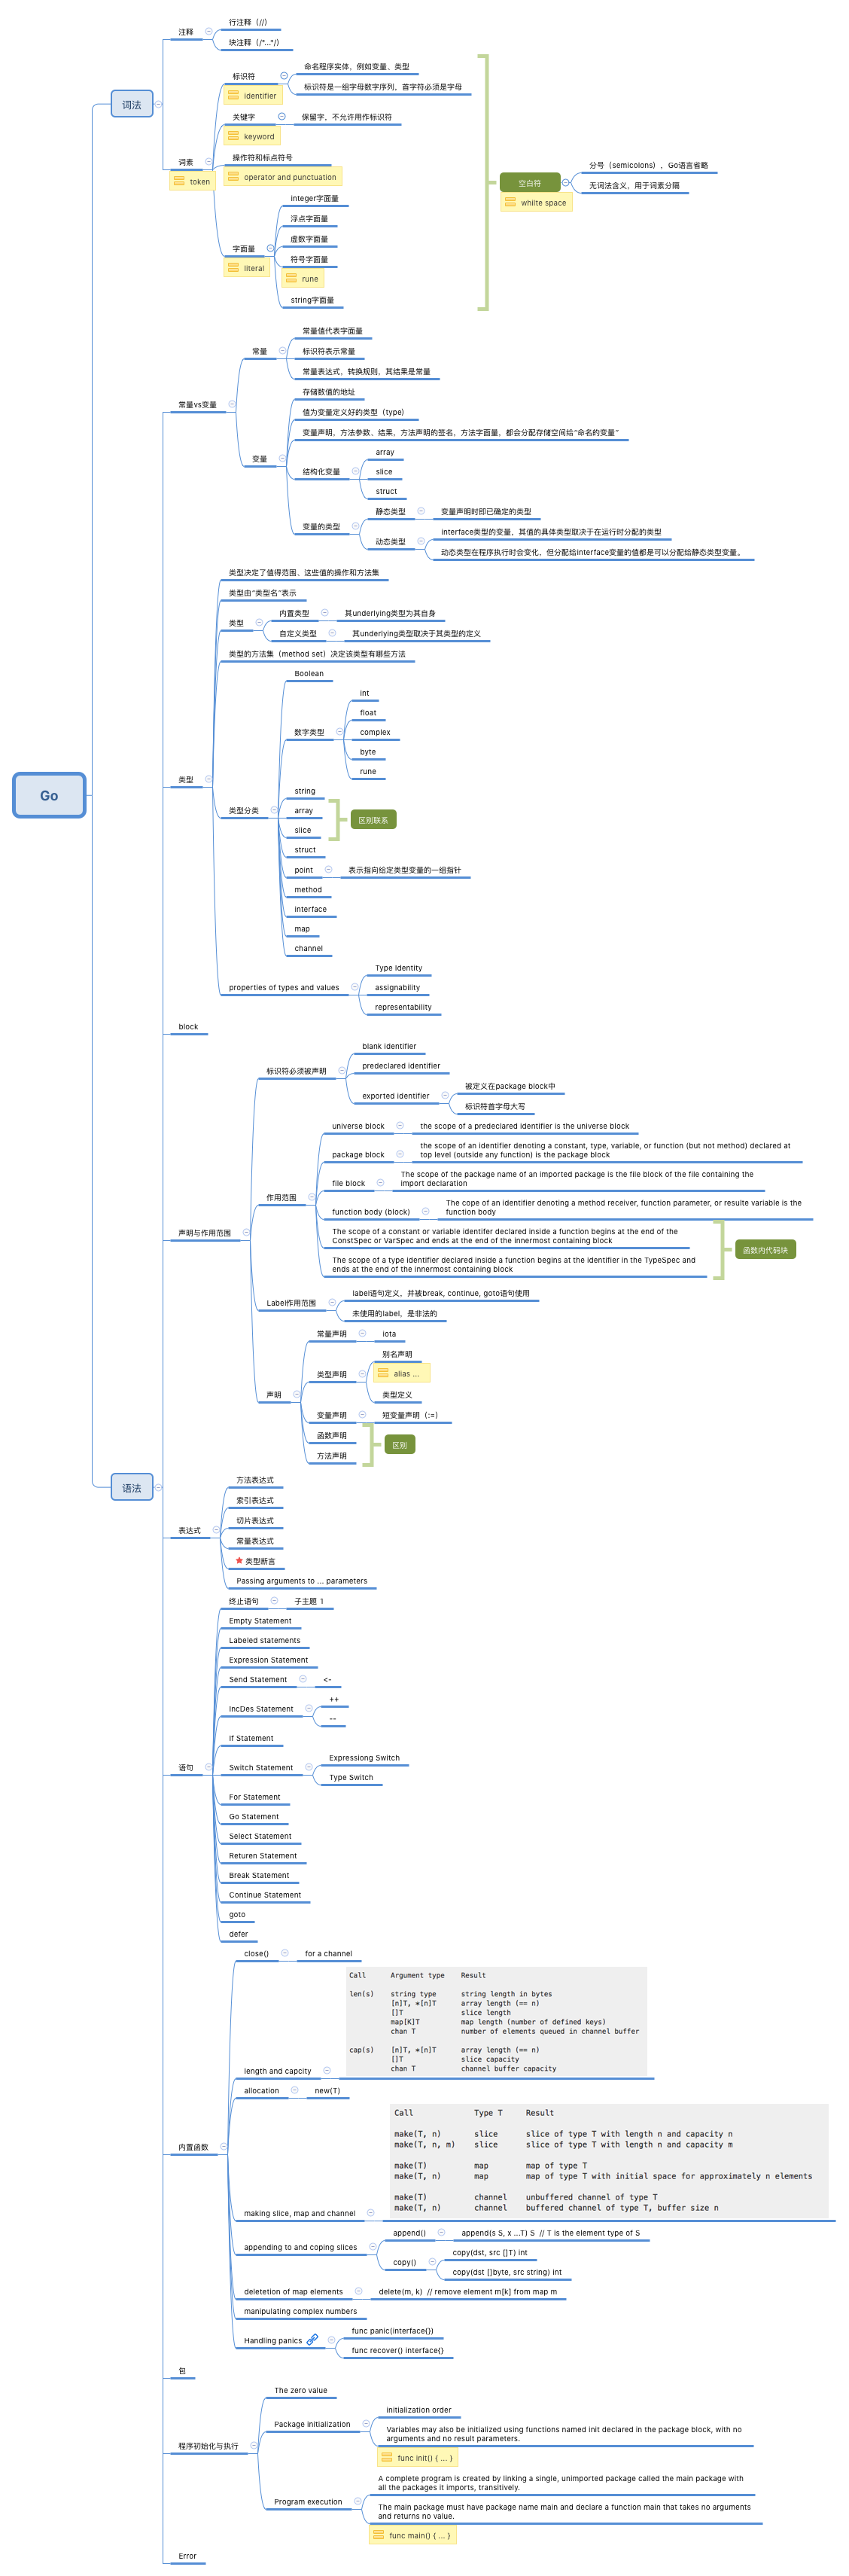 Go
词法
注释
行注释（//）
块注释（/*...*/）
词素
token
标识符
identifier
命名程序实体，例如变量、类型
标识符是一组字母数字序列，首字符必须是字母
关键字
keyword
保留字，不允许用作标识符
操作符和标点符号
operator and punctuation
字面量
literal
integer字面量
浮点字面量
虚数字面量
符号字面量
rune
string字面量
空白符
whilte space
分号（semicolons），Go语言省略
无词法含义，用于词素分隔
语法
常量vs变量
常量
常量值代表字面量
标识符表示常量
常量表达式，转换规则，其结果是常量
变量
存储数值的地址
值为变量定义好的类型（type）
变量声明，方法参数、结果，方法声明的签名，方法字面量，都会分配存储空间给“命名的变量”
结构化变量
array
slice
struct
变量的类型
静态类型
变量声明时即已确定的类型
动态类型
interface类型的变量，其值的具体类型取决于在运行时分配的类型
动态类型在程序执行时会变化，但分配给interface变量的值都是可以分配给静态类型变量。
类型
类型决定了值得范围、这些值的操作和方法集
类型由“类型名”表示
类型
内置类型
其underlying类型为其自身
自定义类型
其underlying类型取决于其类型的定义
类型的方法集（method set）决定该类型有哪些方法
类型分类
Boolean
数字类型
int
float
complex
byte
rune
string
array
slice
区别联系
struct
point
表示指向给定类型变量的一组指针
method
interface
map
channel
properties of types and values
Type Identity
assignability
representability
block
声明与作用范围
标识符必须被声明
blank identifier
predeclared identifier
exported identifier
被定义在package block中
标识符首字母大写
作用范围
universe block
the scope of a predeclared identifier is the universe block
package block
the scope of an identifier denoting a constant, type, variable, or function (but not method) declared at
top level (outside any function) is the package block
file block
The scope of the package name of an imported package is the file block of the file containing the
import declaration
function body (block)
The cope of an identifier denoting a method receiver, function parameter, or resulte variable is the
function body
The scope of a constant or variable identifer declared inside a function begins at the end of the
ConstSpec or VarSpec and ends at the end of the innermost containing block
The scope of a type identifier declared inside a function begins at the identifier in the TypeSpec and
ends at the end of the innermost containing block
函数内代码块
Label作用范围
label语句定义，并被break, continue, goto语句使用
未使用的label，是非法的
声明
常量声明
iota
类型声明
别名声明
alias ...
类型定义
变量声明
短变量声明（:=）
函数声明
方法声明
区别
表达式
方法表达式
索引表达式
切片表达式
常量表达式
类型断言
Passing arguments to ... parameters
语句
终止语句
子主题 1
Empty Statement
Labeled statements
Expression Statement
Send Statement
<-
IncDes Statement
++
--
If Statement
Switch Statement
Expressiong Switch
Type Switch
For Statement
Go Statement
Select Statement
Returen Statement
Break Statement
Continue Statement
goto
defer
内置函数
close()
for a channel
length and capcity
Call Argument type Result
len(s) string type string length in bytes
[n]T, *[n]T array length (== n)
[]T slice length
map[K]T map length (number of defined keys)
chan T number of elements queued in channel buffer
cap(s) [n]T, *[n]T array length (== n)
[]T slice capacity
chan T channel buffer capacity
allocation
new(T)
making slice, map and channel
Call Type T Result
make(T, n) slice slice of type T with length n and capacity n
make(T, n, m) slice slice of type T with length n and capacity m
make(T) map map of type T
make(T, n) map map of type T with initial space for approximately n elements
make(T) channel unbuffered channel of type T
make(T, n) channel buffered channel of type T, buffer size n
appending to and coping slices
append()
append(s S, x ...T) S // T is the element type of S
copy()
copy(dst, src []T) int
copy(dst []byte, src string) int
deletetion of map elements
delete(m, k) // remove element m[k] from map m
manipulating complex numbers
Handling panics
func panic(interface{})
func recover() interface{}
包
程序初始化与执行
The zero value
Package initialization
initialization order
Variables may also be initialized using functions named init declared in the package block, with no
arguments and no result parameters.
func init() { ... }
Program execution
A complete program is created by linking a single, unimported package called the main package with
all the packages it imports, transitively.
The main package must have package name main and declare a function main that takes no arguments
and returns no value.
func main() { ... }
Error